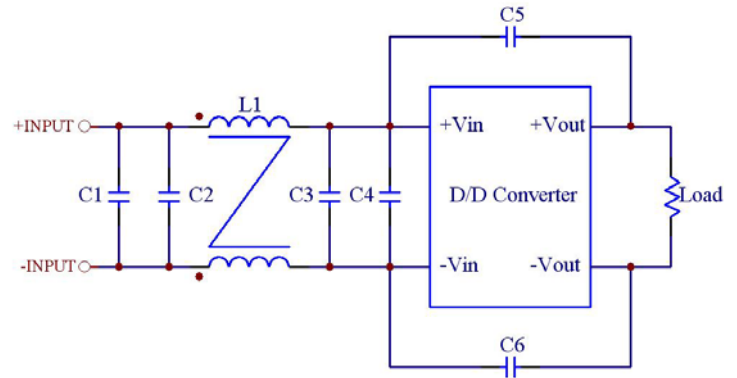 C5
L1
+INPUT
+Vin
+Vout
C1
C2
C3
C4
D/D Converter
Load
-INPUT
-Vin
-Vout
C6